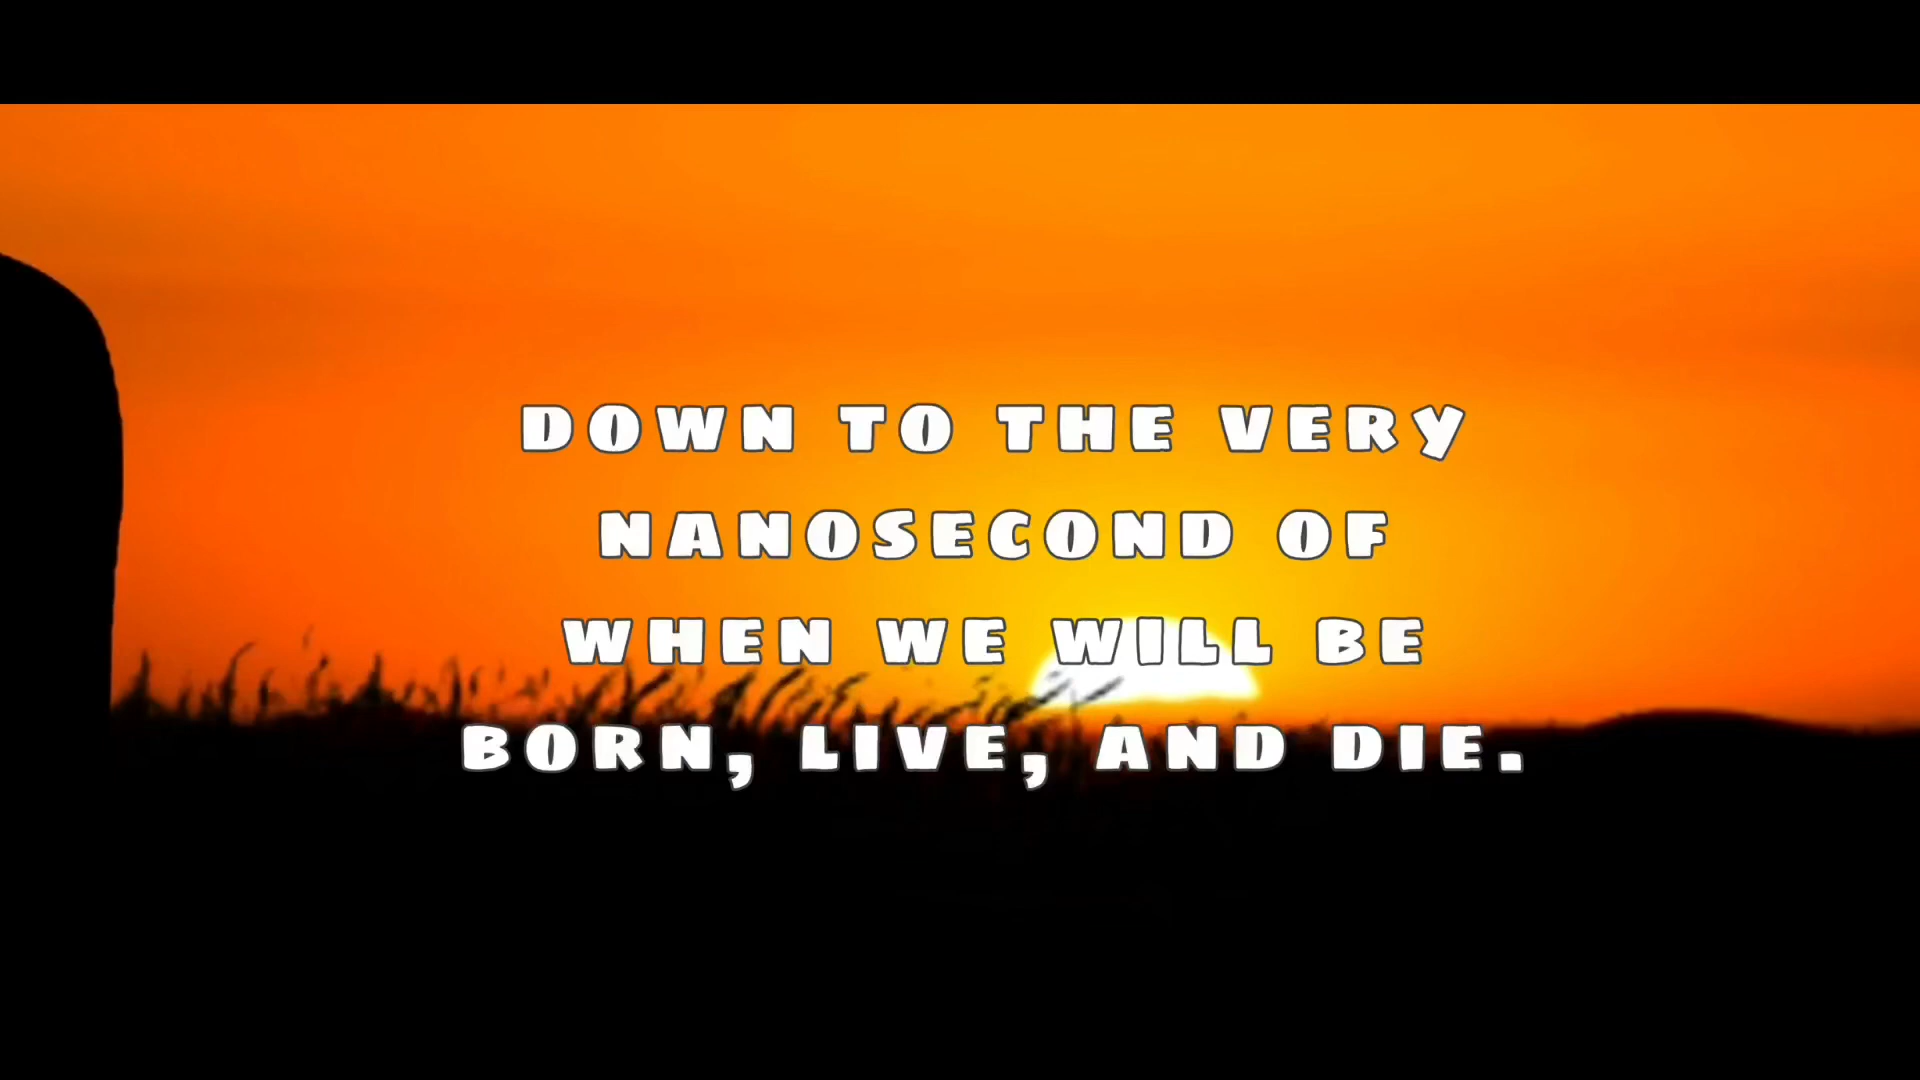 DOWN TO THE VERY
NANOSECOND OF
WHEN WE WILL BE
BORN, LIVE, AND DIE.